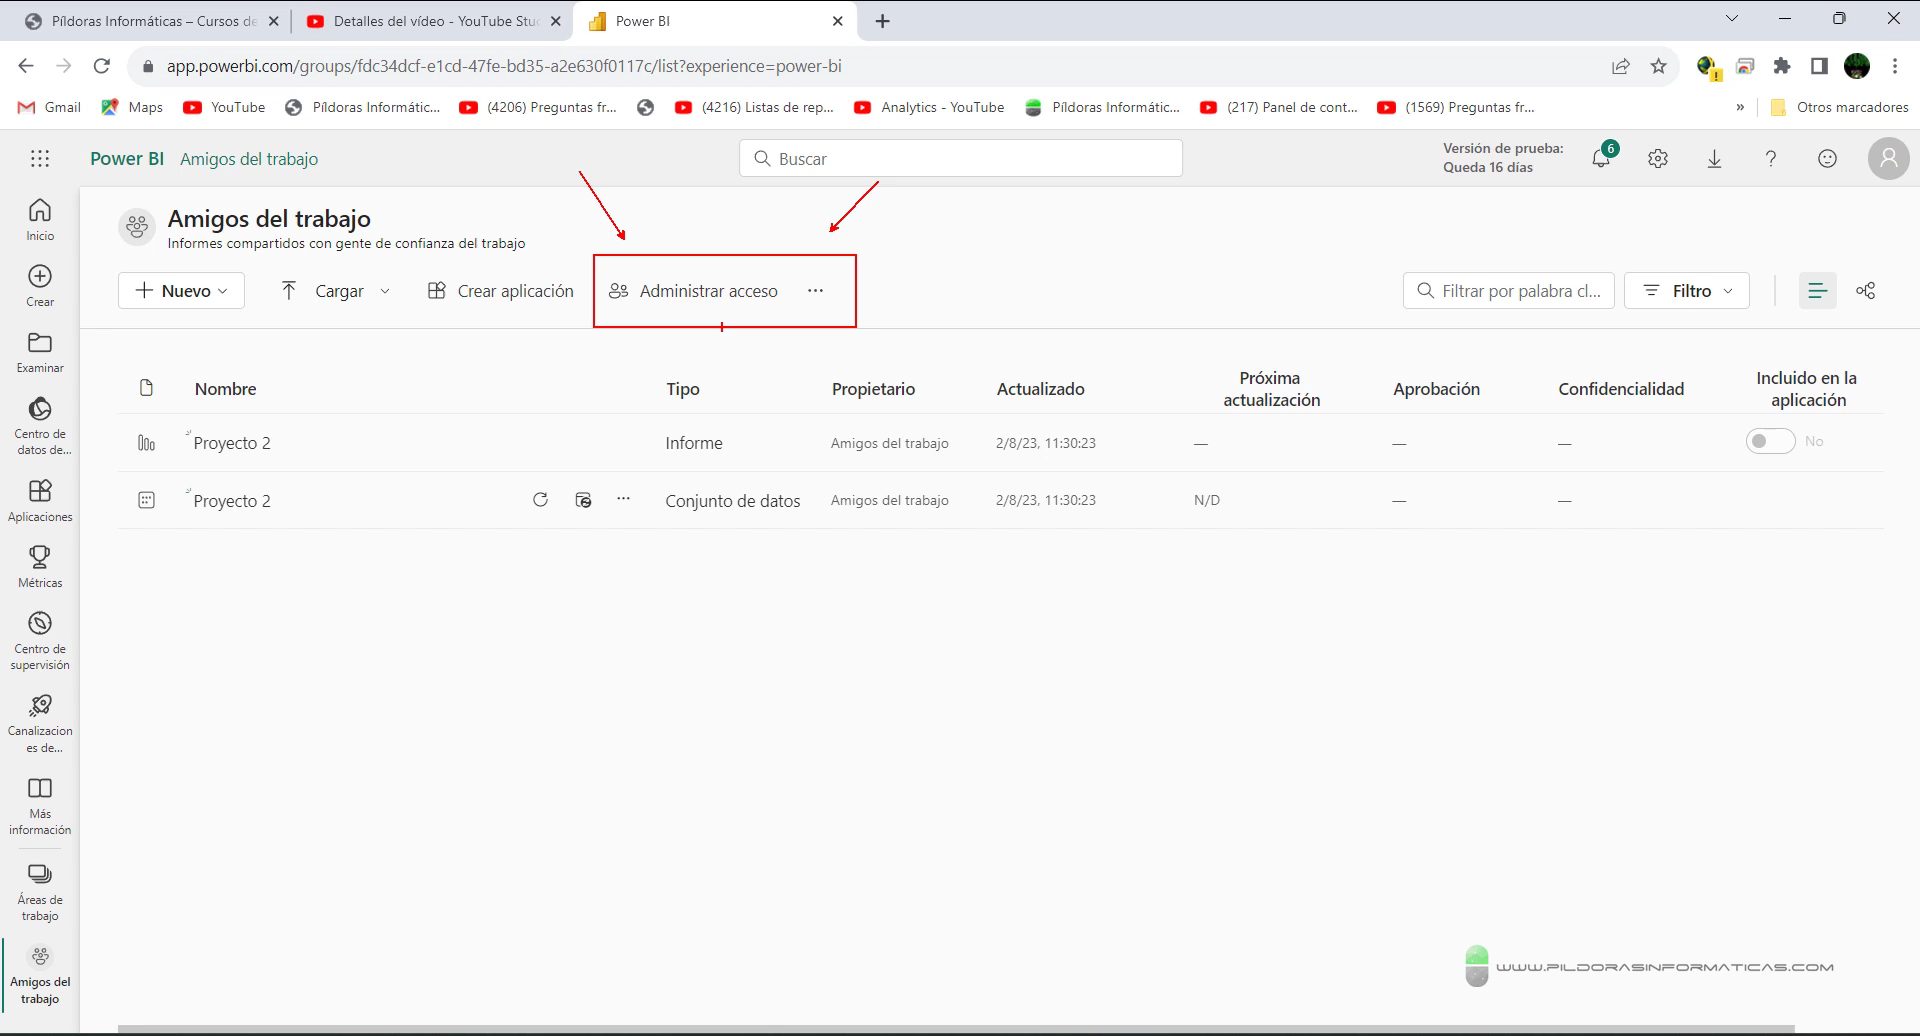 Píldoras Informáticas – Cursos de
Detalles del vídeo - YouTube Stu
Power BI
app.powerbi.com/groups/fdc34dcf-e1cd-47fe-bd35-a2e630f0117c/list?experience=power-bi
Gmail
Maps
YouTube
Píldoras Informátic...
(4206) Preguntas fr...
(4216) Listas de rep...
Analytics - YouTube
Píldoras Informátic...
(217) Panel de cont...
(1569) Preguntas fr...
»
Otros marcadores
Power BI
Amigos del trabajo
Buscar
Versión de prueba:
Queda 16 días
6
?
Inicio
Crear
Examinar
Centro de
datos de...
Aplicaciones
Métricas
Centro de
supervisión
Canalizacion
es de...
Más
información
Áreas de
trabajo
Amigos del
trabajo
Amigos del trabajo
Informes compartidos con gente de confianza del trabajo
Nuevo
Cargar
Crear aplicación
Administrar acceso
...
Filtrar por palabra cl...
Filtro
Nombre
Tipo
Propietario
Actualizado
Próxima
actualización
Aprobación
Confidencialidad
Incluido en la
aplicación
Proyecto 2
Informe
Amigos del trabajo
2/8/23, 11:30:23
—
—
—
No
Proyecto 2
...
Conjunto de datos
Amigos del trabajo
2/8/23, 11:30:23
N/D
—
—
WWW.PILDORASINFORMATICAS.COM